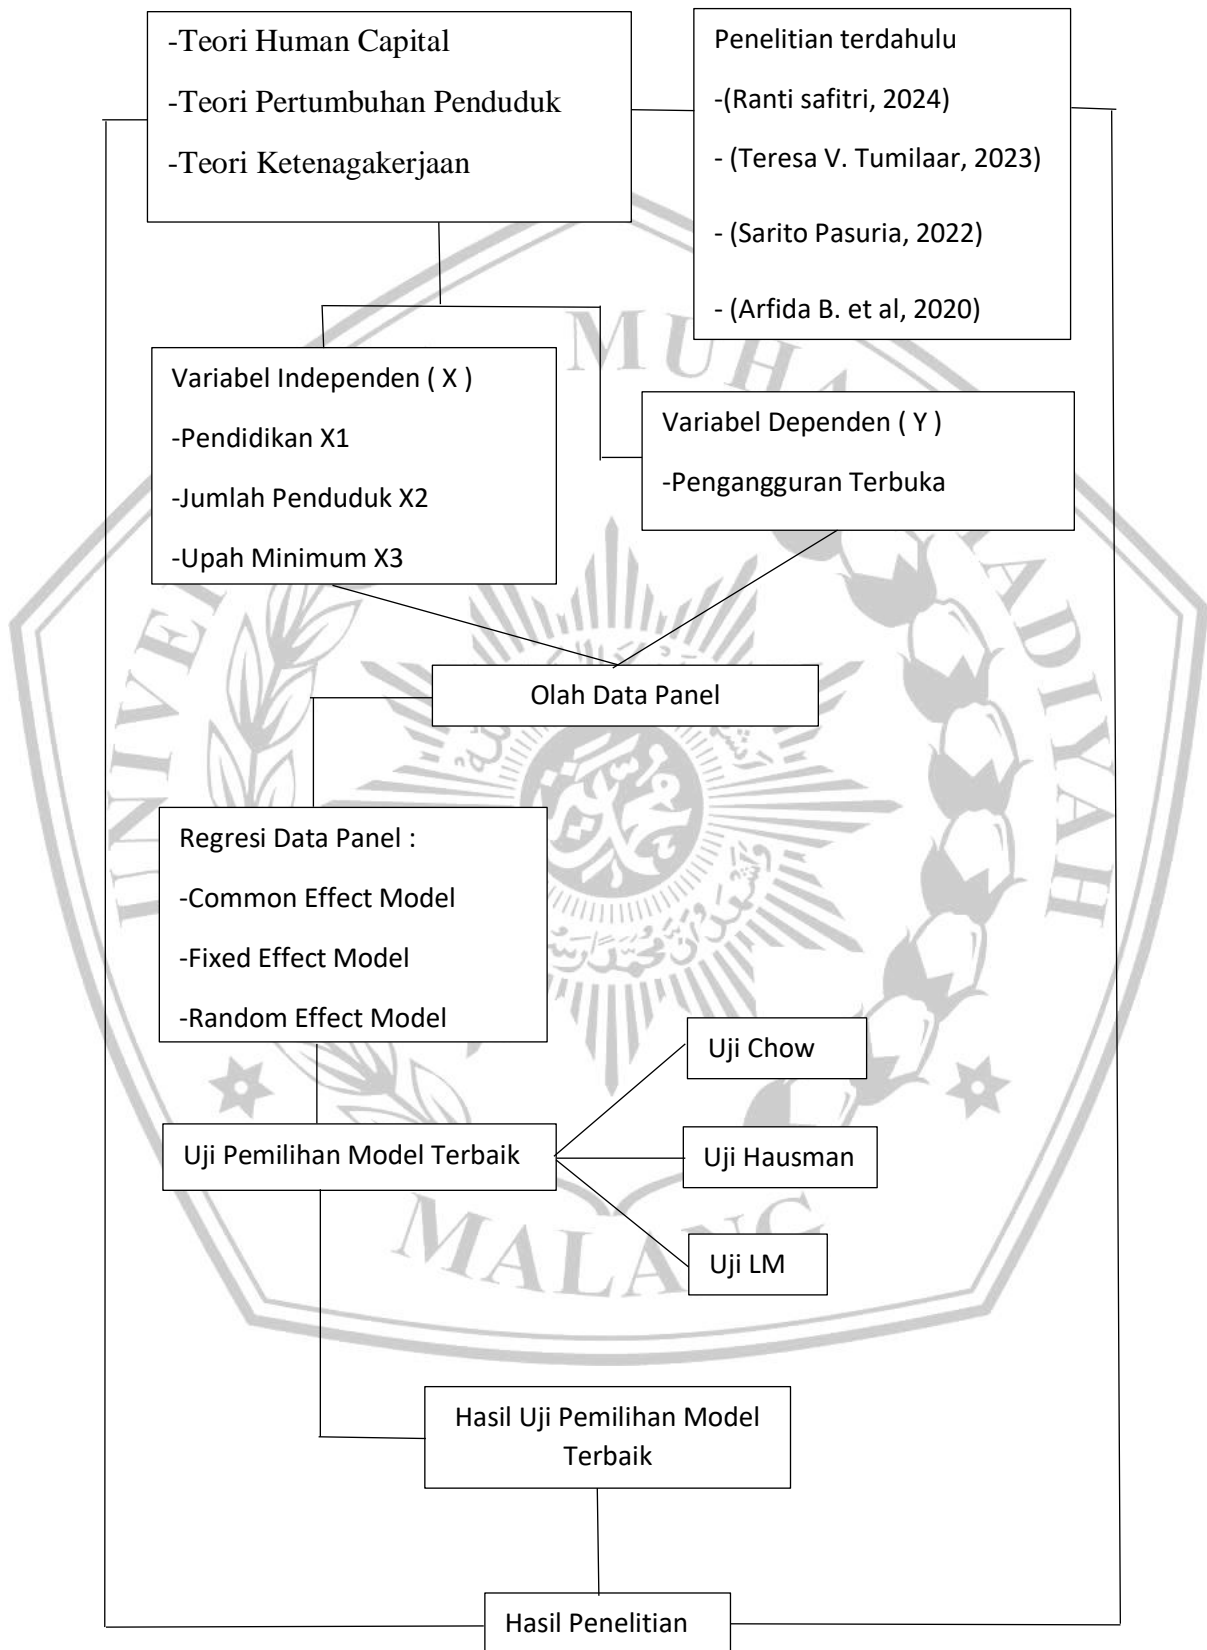 -Teori Human Capital
-Teori Pertumbuhan Penduduk
-Teori Ketenagakerjaan
Penelitian terdahulu
-(Ranti safitri, 2024)
- (Teresa V. Tumilaar, 2023)
- (Sarito Pasuria, 2022)
- (Arfida B. et al, 2020)
Variabel Independen ( X )
-Pendidikan X1
-Jumlah Penduduk X2
-Upah Minimum X3
Variabel Dependen ( Y )
-Pengangguran Terbuka
Olah Data Panel
Regresi Data Panel :
-Common Effect Model
-Fixed Effect Model
-Random Effect Model
Uji Chow
Uji Pemilihan Model Terbaik
Uji Hausman
Uji LM
Hasil Uji Pemilihan Model
Terbaik
Hasil Penelitian
MALANG